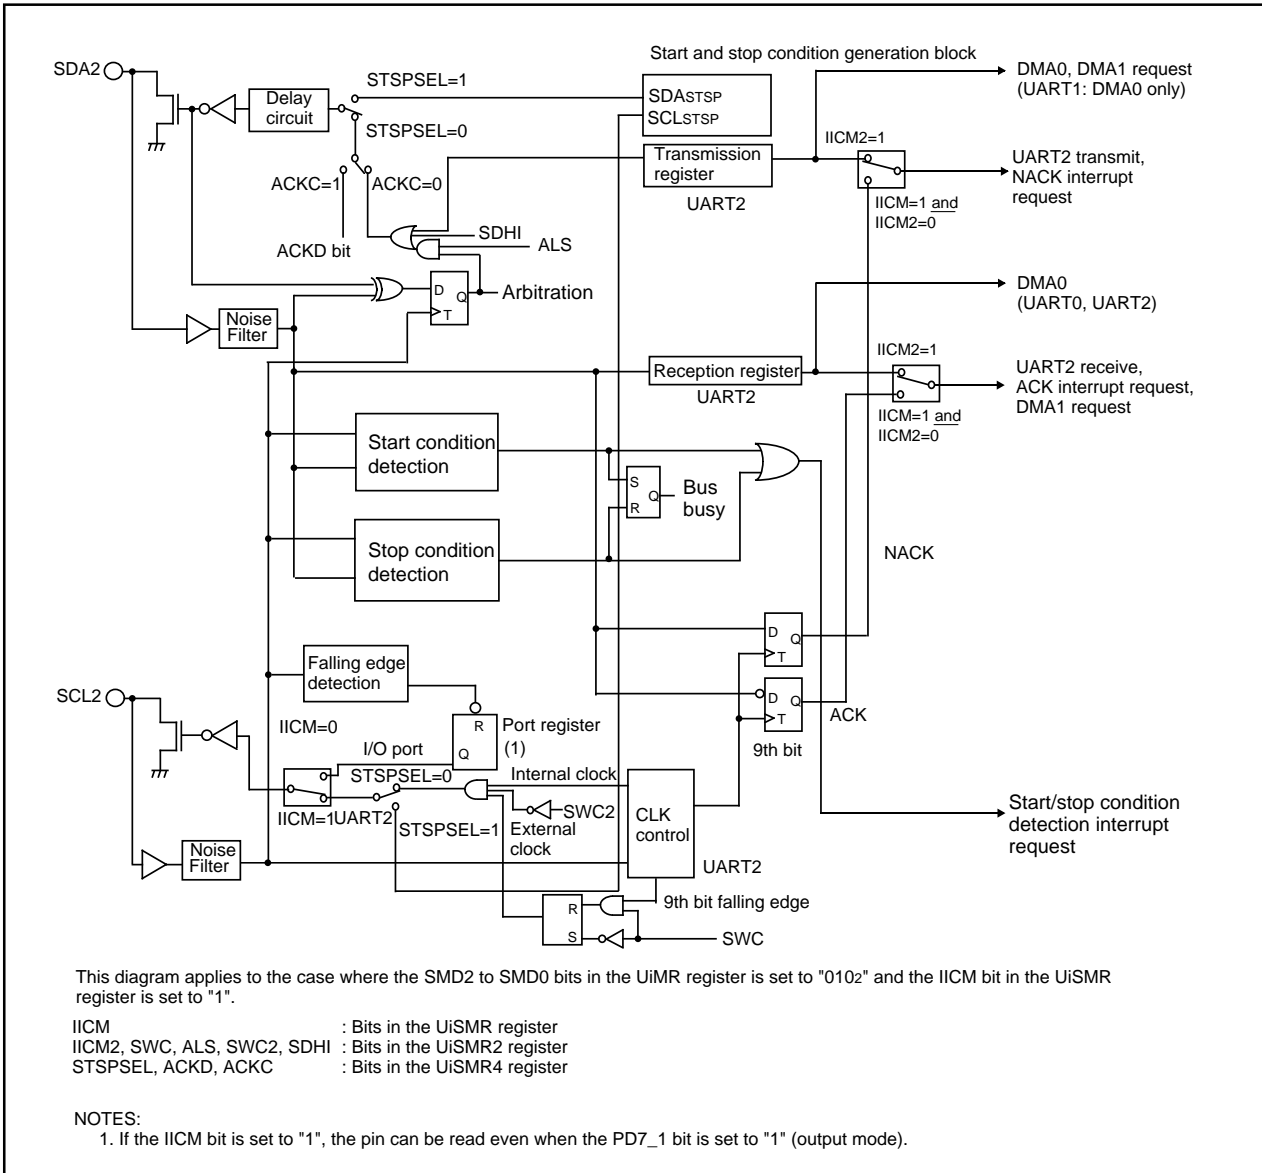 Start and stop condition generation block
SDA2
STSPSEL=1
DMA0, DMA1 request
(UART1: DMA0 only)
Delay
circuit
SDASTSP
SCLSTSP
STSPSEL=0
IICM2=1
Transmission
register
UART2 transmit,
NACK interrupt
request
ACKC=1
ACKC=0
UART2
IICM=1 and
IICM2=0
SDHI
ALS
ACKD bit
D
Q
T
Arbitration
DMA0
(UART0, UART2)
Noise
Filter
IICM2=1
Reception register
UART2
UART2 receive,
ACK interrupt request,
DMA1 request
IICM=1 and
IICM2=0
Start condition
detection
S
Q
R
Bus
busy
Stop condition
detection
NACK
D
Q
T
Falling edge
detection
SCL2
D
Q
T
ACK
9th bit
IICM=0
R
Q
Port register
(1)
I/O port
STSPSEL=0
Internal clock
SWC2
IICM=1
UART2
STSPSEL=1
External
clock
CLK
control
UART2
Start/stop condition
detection interrupt
request
Noise
Filter
9th bit falling edge
R
S
SWC
This diagram applies to the case where the SMD2 to SMD0 bits in the UiMR register is set to "0102" and the IICM bit in the UiSMR
register is set to "1".
IICM : Bits in the UiSMR register
IICM2, SWC, ALS, SWC2, SDHI : Bits in the UiSMR2 register
STSPSEL, ACKD, ACKC : Bits in the UiSMR4 register
NOTES:
1. If the IICM bit is set to "1", the pin can be read even when the PD7_1 bit is set to "1" (output mode).